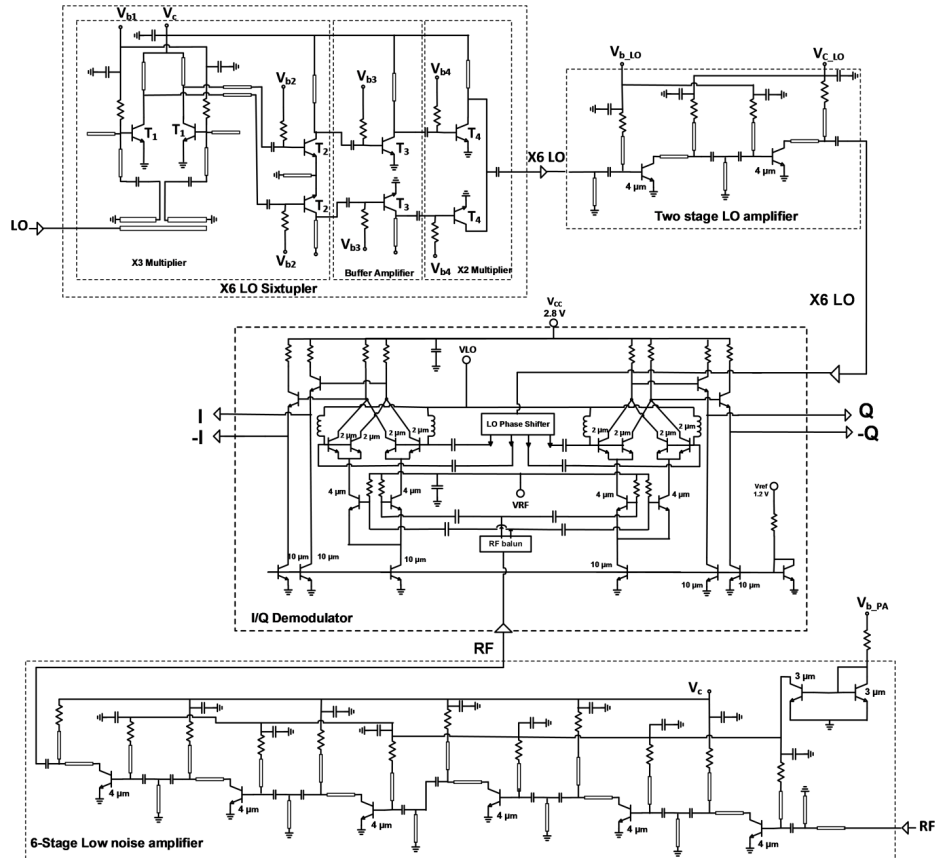 Vb1
Vc
Vb2
Vb3
Vb4
T1
T1
T2
T3
T4
T2
T3
T4
Vb2
Vb3
Vb4
LO
X3 Multiplier
Buffer Amplifier
X2 Multiplier
X6 LO Sixtupler
X6 LO
Vb_LO
VC_LO
4 µm
4 µm
Two stage LO amplifier
X6 LO
VCC
2.8 V
VLO
I
-I
Q
-Q
LO Phase Shifter
2 µm
2 µm
2 µm
2 µm
2 µm
2 µm
2 µm
2 µm
4 µm
4 µm
4 µm
4 µm
VRF
Vref
1.2 V
RF balun
10 µm
10 µm
10 µm
10 µm
10 µm
10 µm
I/Q Demodulator
RF
Vb_PA
3 µm
3 µm
Vc
4 µm
4 µm
4 µm
4 µm
4 µm
4 µm
RF
6-Stage Low noise amplifier